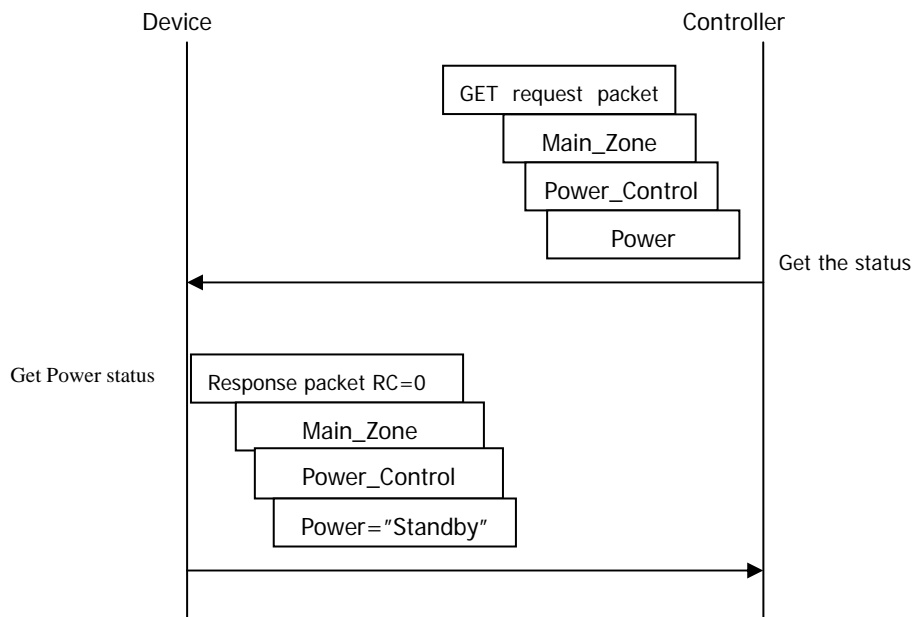 Device
Controller
GET request packet
Main_Zone
Power_Control
Power
Get the status
Get Power status
Response packet RC=0
Main_Zone
Power_Control
Power="Standby"